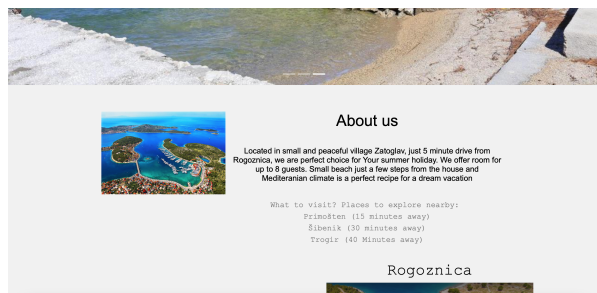 About us
Located in small and peaceful village Zatoglav, just 5 minute drive from
Rogoznica, we are perfect choice for Your summer holiday. We offer room for
up to 8 guests. Small beach just a few steps from the house and
Mediteranian climate is a perfect recipe for a dream vacation
What to visit? Places to explore nearby:
Primošten (15 minutes away)
Šibenik (30 minutes away)
Trogir (40 Minutes away)
Rogoznica